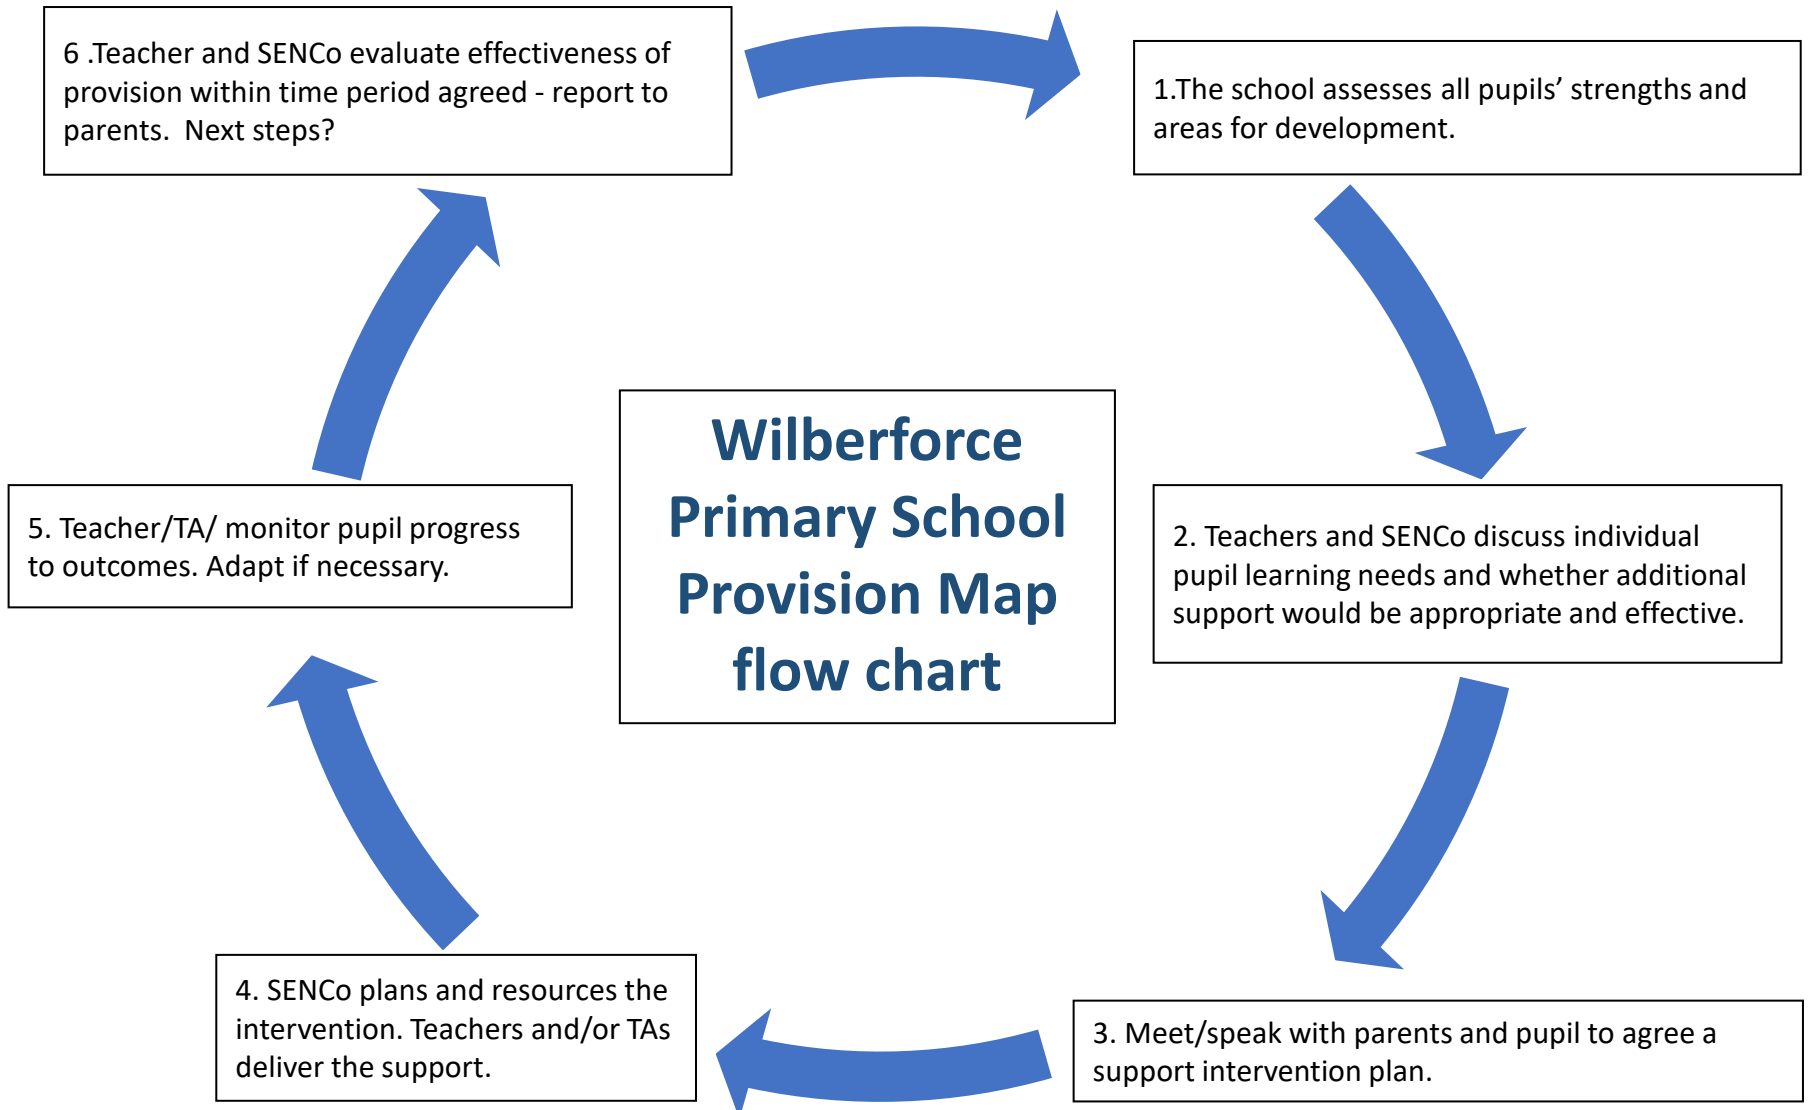 6 .Teacher and SENCo evaluate effectiveness of
provision within time period agreed - report to
parents.  Next steps?
1.The school assesses all pupils’ strengths and
areas for development.
Wilberforce
Primary School
Provision Map
flow chart
5. Teacher/TA/ monitor pupil progress
to outcomes. Adapt if necessary.
2. Teachers and SENCo discuss individual
pupil learning needs and whether additional
support would be appropriate and effective.
4. SENCo plans and resources the
intervention. Teachers and/or TAs
deliver the support.
3. Meet/speak with parents and pupil to agree a
support intervention plan.